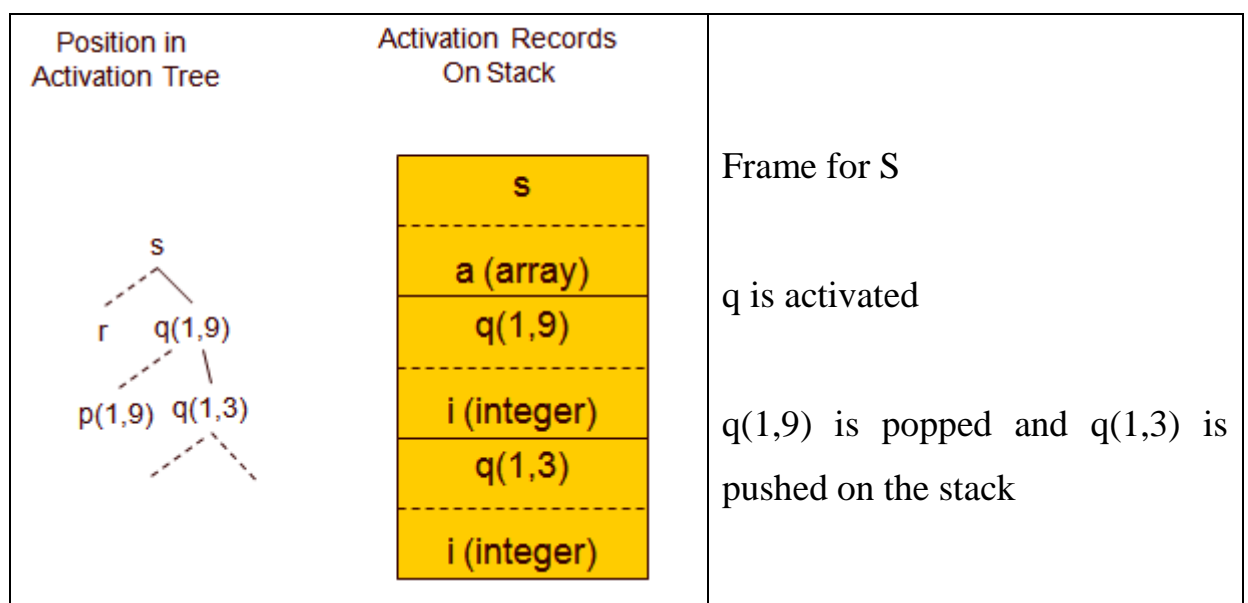 Position in
Activation Tree
Activation Records
On Stack
s
r q(1,9)
p(1,9) q(1,3)
s
a (array)
q(1,9)
i (integer)
q(1,3)
i (integer)
Frame for S
q is activated
q(1,9) is popped and q(1,3) is
pushed on the stack